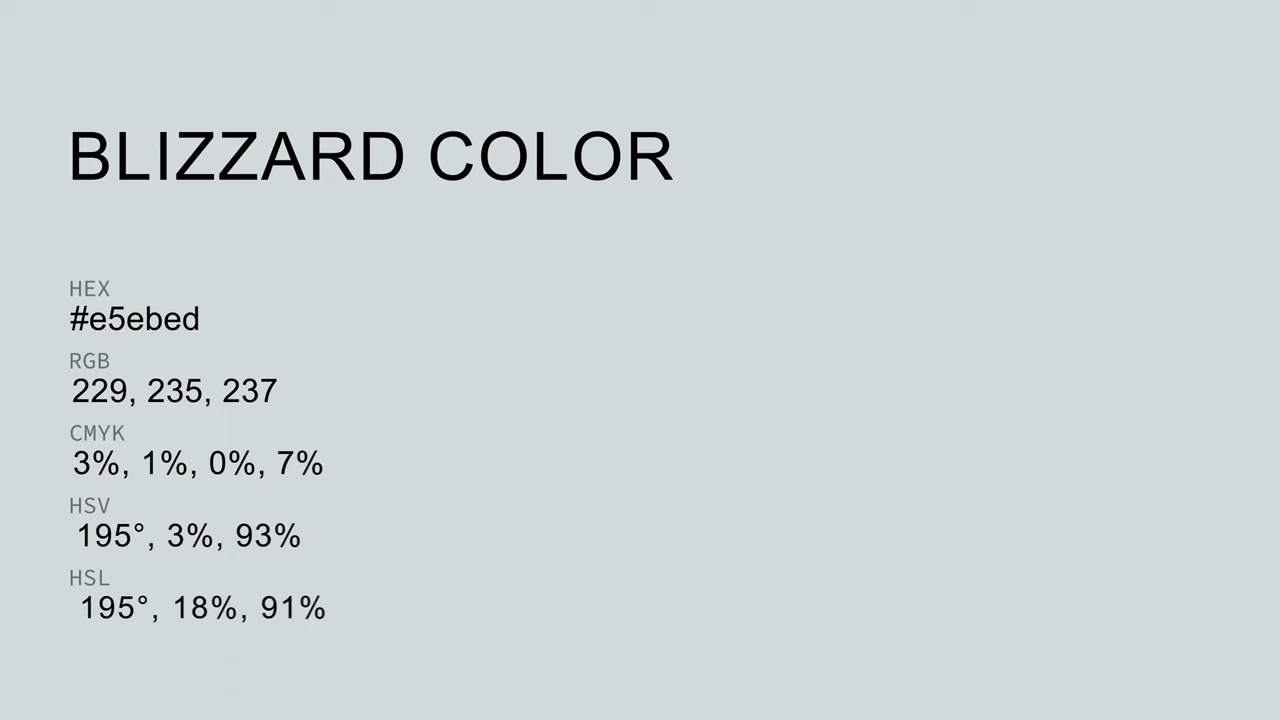 BLIZZARD COLOR
HEX
#e5ebed
RGB
229, 235, 237
CMYK
3%, 1%, 0%, 7%
HSV
195°, 3%, 93%
HSL
195°, 18%, 91%